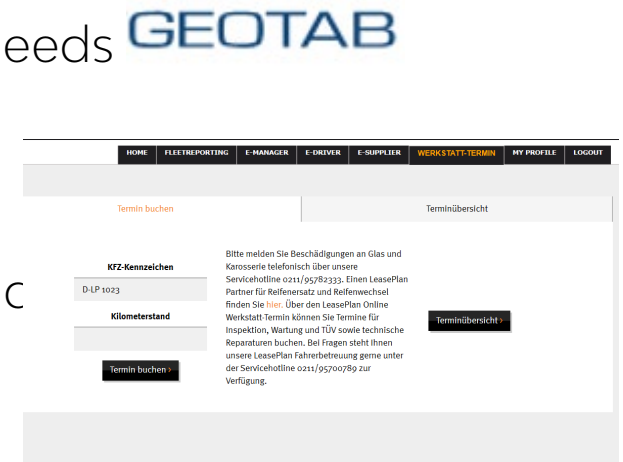 eeds GEOTAB
HOME FLEETREPORTING E-MANAGER E-DRIVER E-SUPPLIER WERKSTATT-TERMIN MY PROFILE LOGOUT
Termin buchen Terminübersicht
KFZ-Kennzeichen
D-LP 1023
Kilometerstand
Termin buchen ›
Bitte melden Sie Beschädigungen an Glas und
Karosserie telefonisch über unsere
Servicehotline 0211/95782333. Einen LeasePlan
Partner für Reifenersatz und Reifenwechsel
finden Sie hier. Über den LeasePlan Online
Werkstatt-Termin können Sie Termine für
Inspektion, Wartung und TÜV sowie technische
Reparaturen buchen. Bei Fragen steht Ihnen
unsere LeasePlan Fahrerbetreuung gerne unter
der Servicehotline 0211/95700789 zur
Verfügung.
Terminübersicht ›